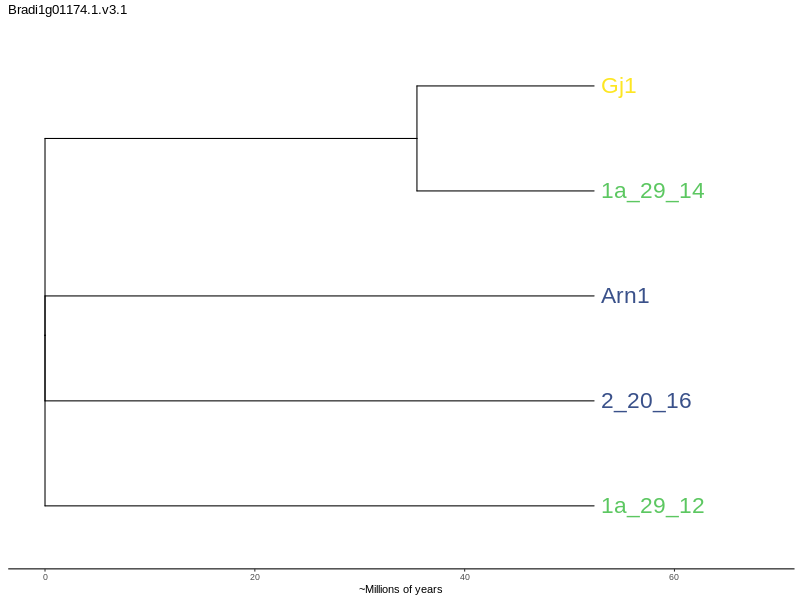 Bradi1g01174.1.v3.1
Gj1
1a_29_14
Arn1
2_20_16
1a_29_12
0 20 40 60
~Millions of years